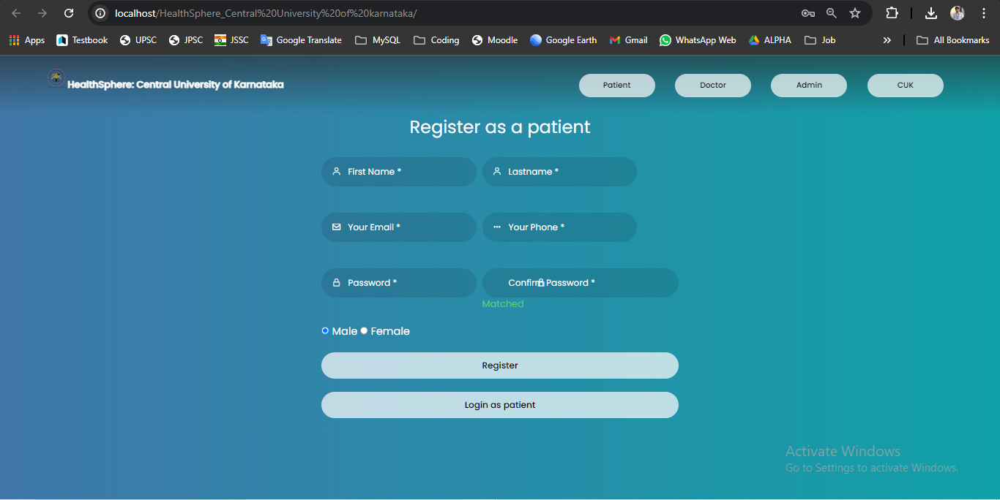 localhost/HealthSphere_Central%20University%20of%20karnataka/
Apps Testbook UPSC JPSC JSSC Google Translate MySQL Coding Moodle Google Earth Gmail WhatsApp Web ALPHA Job » All Bookmarks
HealthSphere: Central University of Karnataka Patient Doctor Admin CUK
Register as a patient
First Name * Lastname *
Your Email * Your Phone *
Password * Confirm Password *
Matched
Male Female
Register
Login as patient
Activate Windows
Go to Settings to activate Windows.